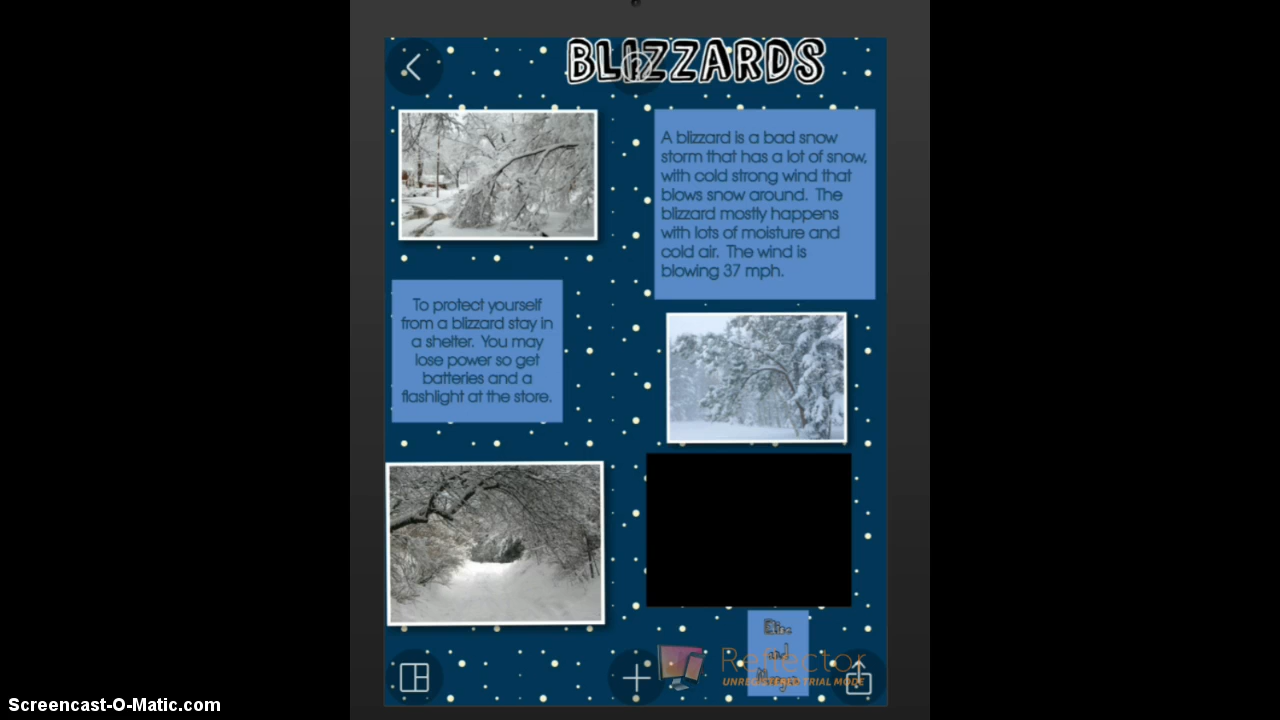 BLIZZARDS
A blizzard is a bad snow
storm that has a lot of snow,
with cold strong wind that
blows snow around. The
blizzard mostly happens
with lots of moisture and
cold air. The wind is
blowing 37 mph.
To protect yourself
from a blizzard stay in
a shelter. You may
lose power so get
batteries and a
flashlight at the store.
and
Reflector
UNREGISTERED TRIAL MODE
Screencast-O-Matic.com